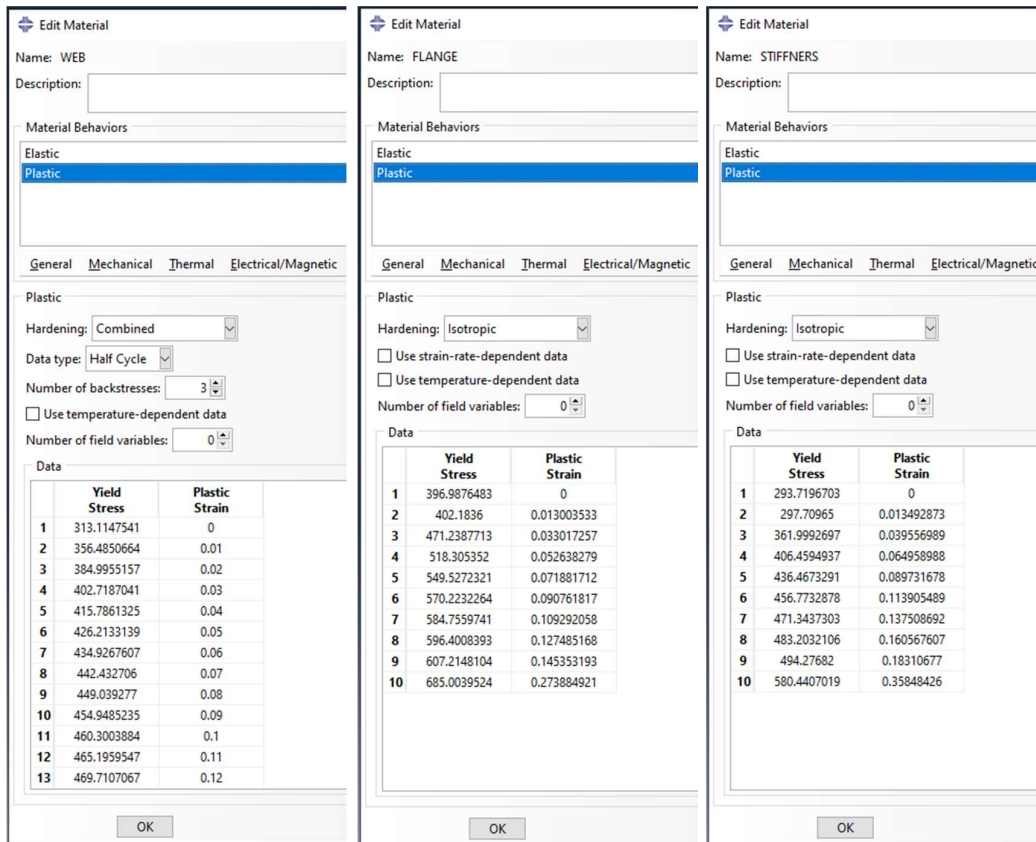 Edit Material
Name: WEB
Description:
Material Behaviors
Elastic
Plastic
General Mechanical Thermal Electrical/Magnetic
Plastic
Hardening: Combined
Data type: Half Cycle
Number of backstresses: 3
Use temperature-dependent data
Number of field variables: 0
Data
Yield Stress Plastic Strain
1 313.1147541 0
2 356.4850664 0.01
3 384.9955157 0.02
4 402.7187041 0.03
5 415.7861325 0.04
6 426.2133139 0.05
7 434.9267607 0.06
8 442.432706 0.07
9 449.039277 0.08
10 454.9485235 0.09
11 460.3003884 0.1
12 465.1959547 0.11
13 469.7107067 0.12
OK
Edit Material
Name: FLANGE
Description:
Material Behaviors
Elastic
Plastic
General Mechanical Thermal Electrical/Magnetic
Plastic
Hardening: Isotropic
Use strain-rate-dependent data
Use temperature-dependent data
Number of field variables: 0
Data
Yield Stress Plastic Strain
1 396.9876483 0
2 402.1836 0.013003533
3 471.2387713 0.033017257
4 518.305352 0.052638279
5 549.5272321 0.071881712
6 570.2232264 0.090761817
7 584.7559741 0.109292058
8 596.4008393 0.127485168
9 607.2148104 0.145353193
10 685.0039524 0.273884921
OK
Edit Material
Name: STIFFNERS
Description:
Material Behaviors
Elastic
Plastic
General Mechanical Thermal Electrical/Magnetic
Plastic
Hardening: Isotropic
Use strain-rate-dependent data
Use temperature-dependent data
Number of field variables: 0
Data
Yield Stress Plastic Strain
1 293.7196703 0
2 297.70965 0.013492873
3 361.9992697 0.039556989
4 406.4594937 0.064958988
5 436.4673291 0.089731678
6 456.7732878 0.113905489
7 471.3437303 0.137508692
8 483.2032106 0.160567607
9 494.27682 0.18310677
10 580.4407019 0.35848426
OK